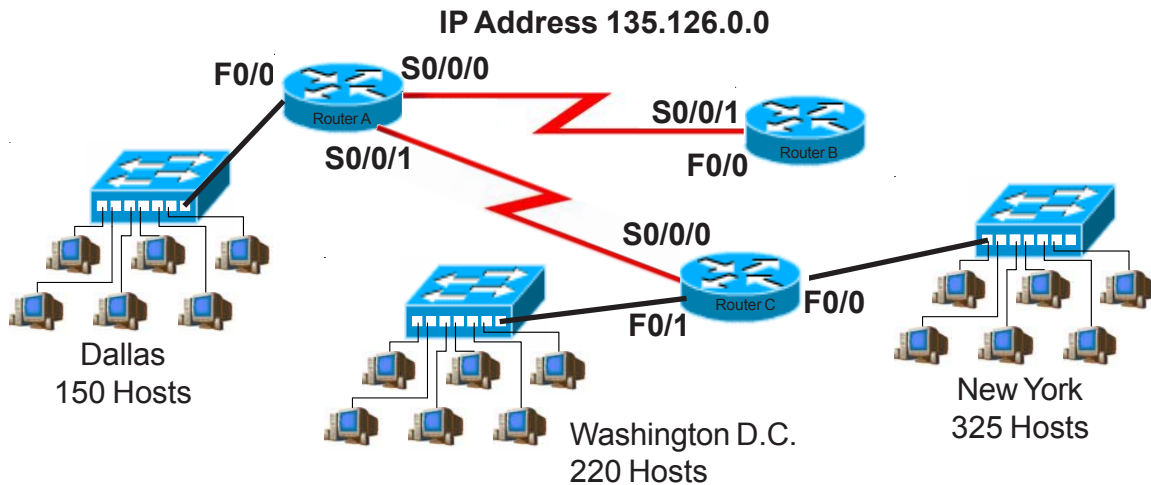 IP Address 135.126.0.0
F0/0
S0/0/0
Router A
S0/0/1
S0/0/1
Router B
F0/0
S0/0/0
Router C
F0/1
F0/0
Dallas
150 Hosts
Washington D.C.
220 Hosts
New York
325 Hosts